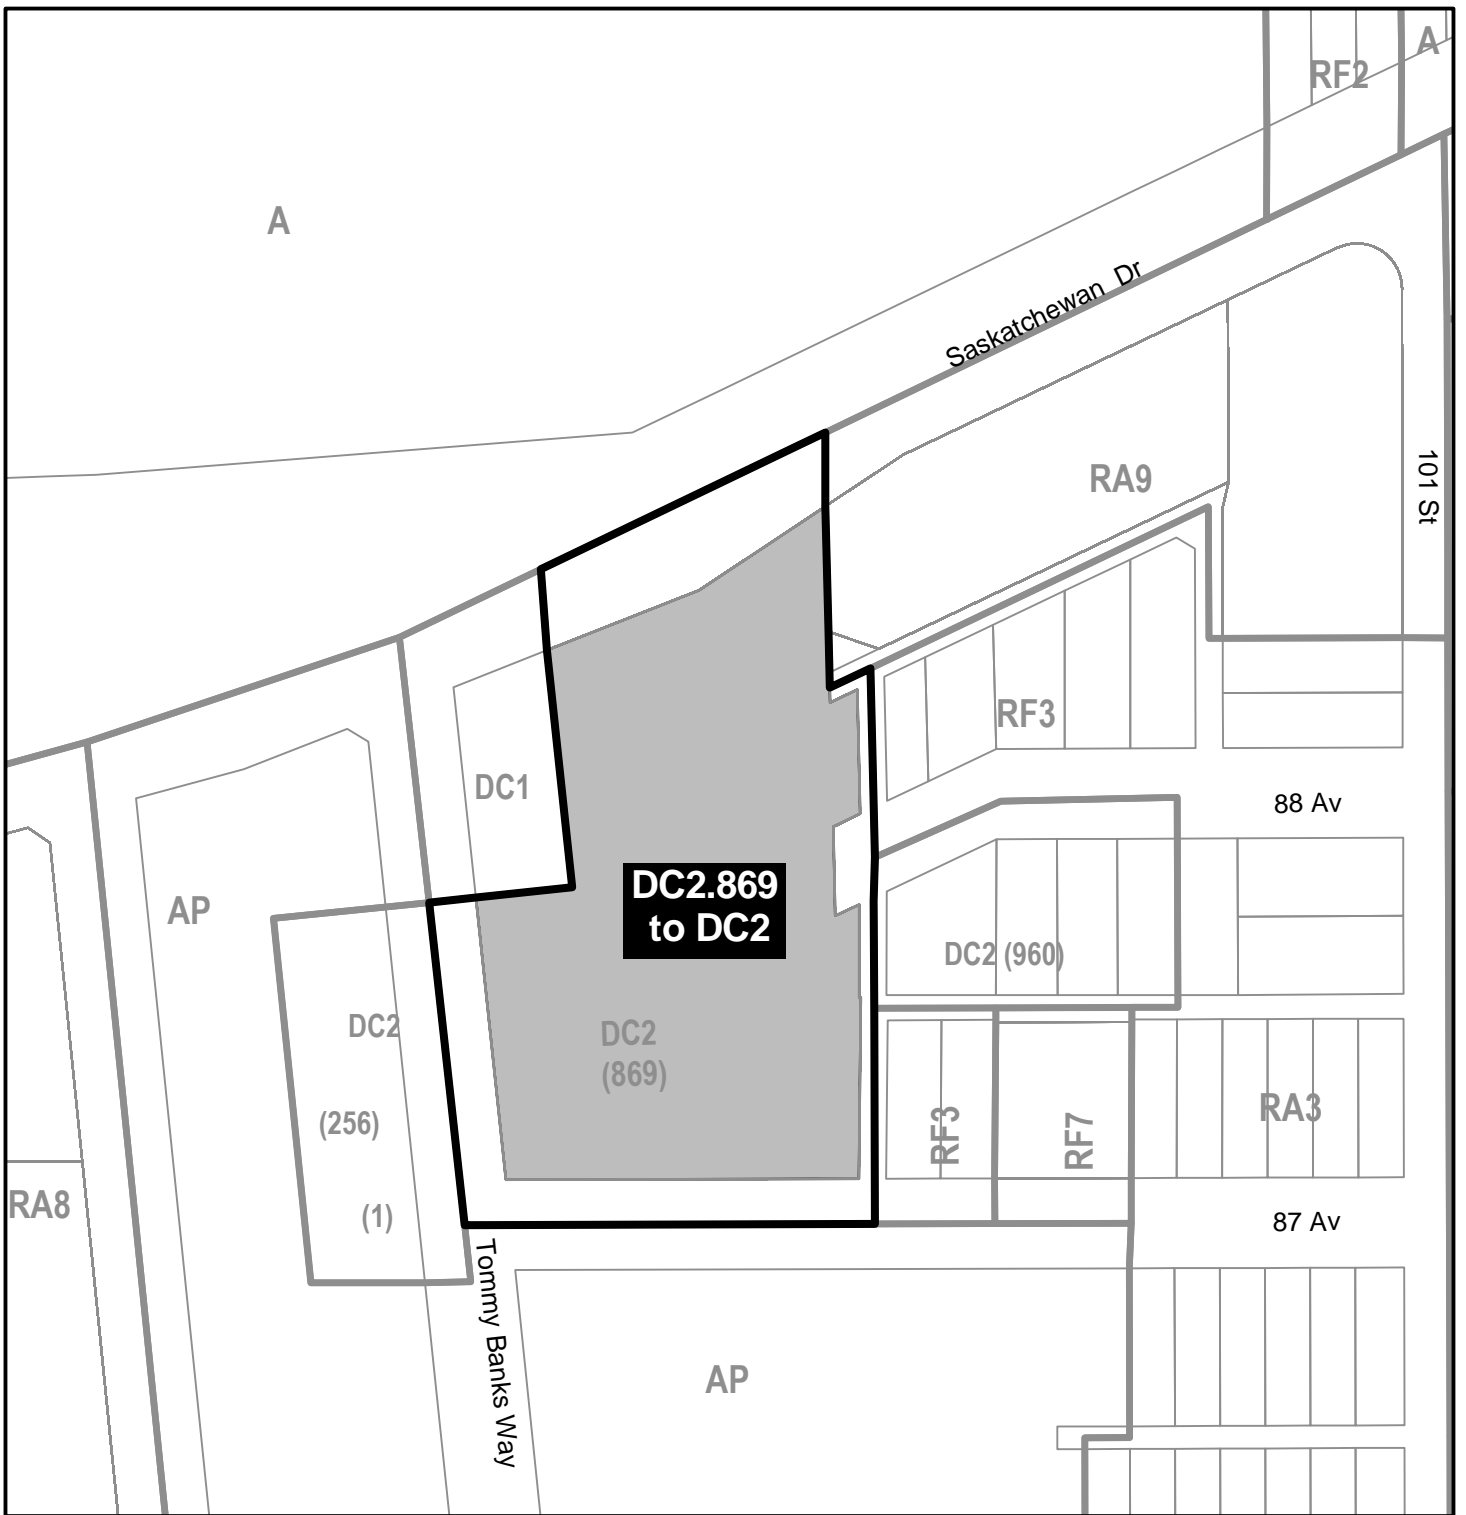 A
RF2
A
Saskatchewan Dr
RA9
101 St
RF3
DC1
88 Av
DC2.869
to DC2
AP
DC2 (960)
DC2
(256)
(1)
DC2
(869)
RF3
RF7
RA3
RA8
87 Av
Tommy Banks Way
AP